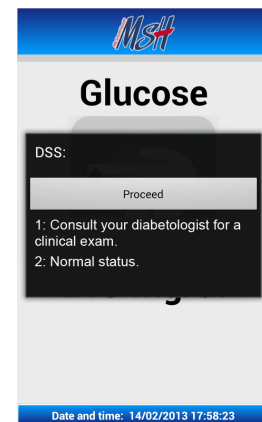 MSH
Glucose
DSS:
Proceed
1: Consult your diabetologist for a
clinical exam.
2: Normal status.
Date and time: 14/02/2013 17:58:23